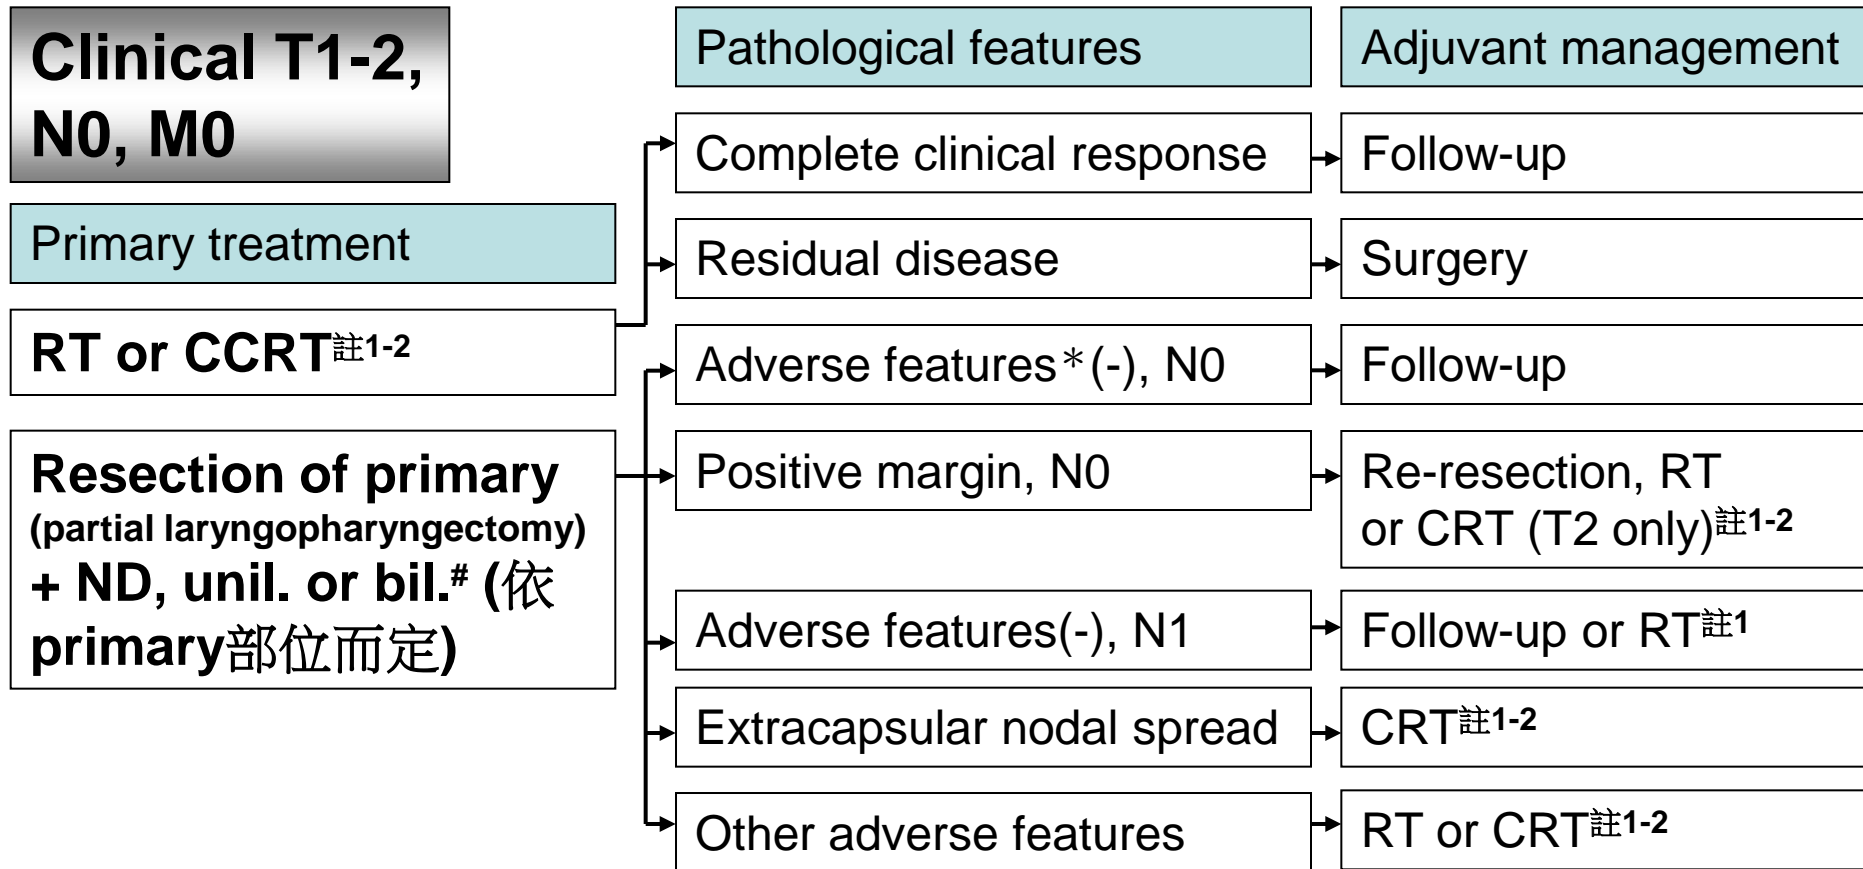 Clinical T1-2,
N0, M0
Primary treatment
RT or CCRT註1-2
Resection of primary
(partial laryngopharyngectomy)
+ ND, unil. or bil.# (依
primary部位而定)
Pathological features
Adjuvant management
Complete clinical response
Follow-up
Residual disease
Surgery
Adverse features*(-), N0
Follow-up
Positive margin, N0
Re-resection, RT
or CRT (T2 only)註1-2
Adverse features(-), N1
Follow-up or RT註1
Extracapsular nodal spread
CRT註1-2
Other adverse features
RT or CRT註1-2